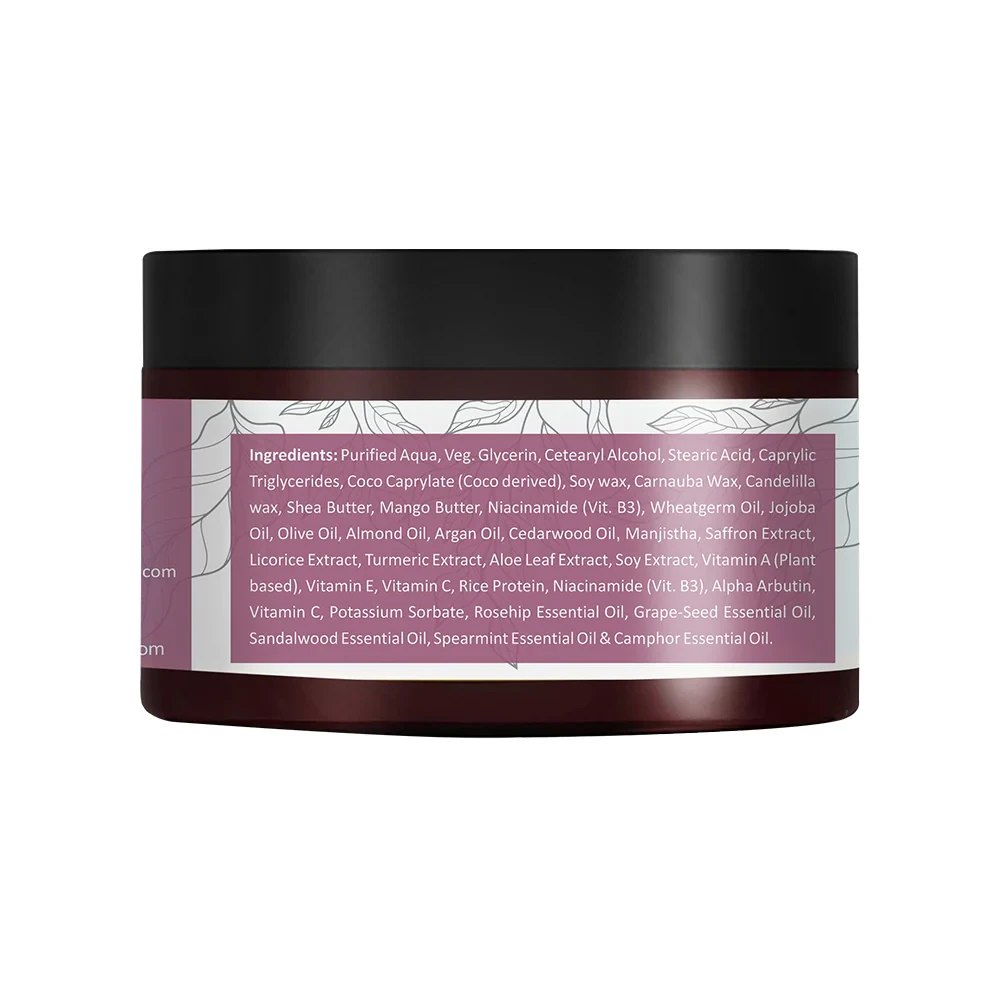 Ingredients: Purified Aqua, Veg. Glycerin, Cetearyl Alcohol, Stearic Acid, Caprylic
Triglycerides, Coco Caprylate (Coco derived), Soy wax, Carnauba Wax, Candelilla
wax, Shea Butter, Mango Butter, Niacinamide (Vit. B3), Wheatgerm Oil, Jojoba
Oil, Olive Oil, Almond Oil, Argan Oil, Cedarwood Oil, Manjistha, Saffron Extract,
Licorice Extract, Turmeric Extract, Aloe Leaf Extract, Soy Extract, Vitamin A (Plant
based), Vitamin E, Vitamin C, Rice Protein, Niacinamide (Vit. B3), Alpha Arbutin,
Vitamin C, Potassium Sorbate, Rosehip Essential Oil, Grape-Seed Essential Oil,
Sandalwood Essential Oil, Spearmint Essential Oil & Camphor Essential Oil.
.com
om